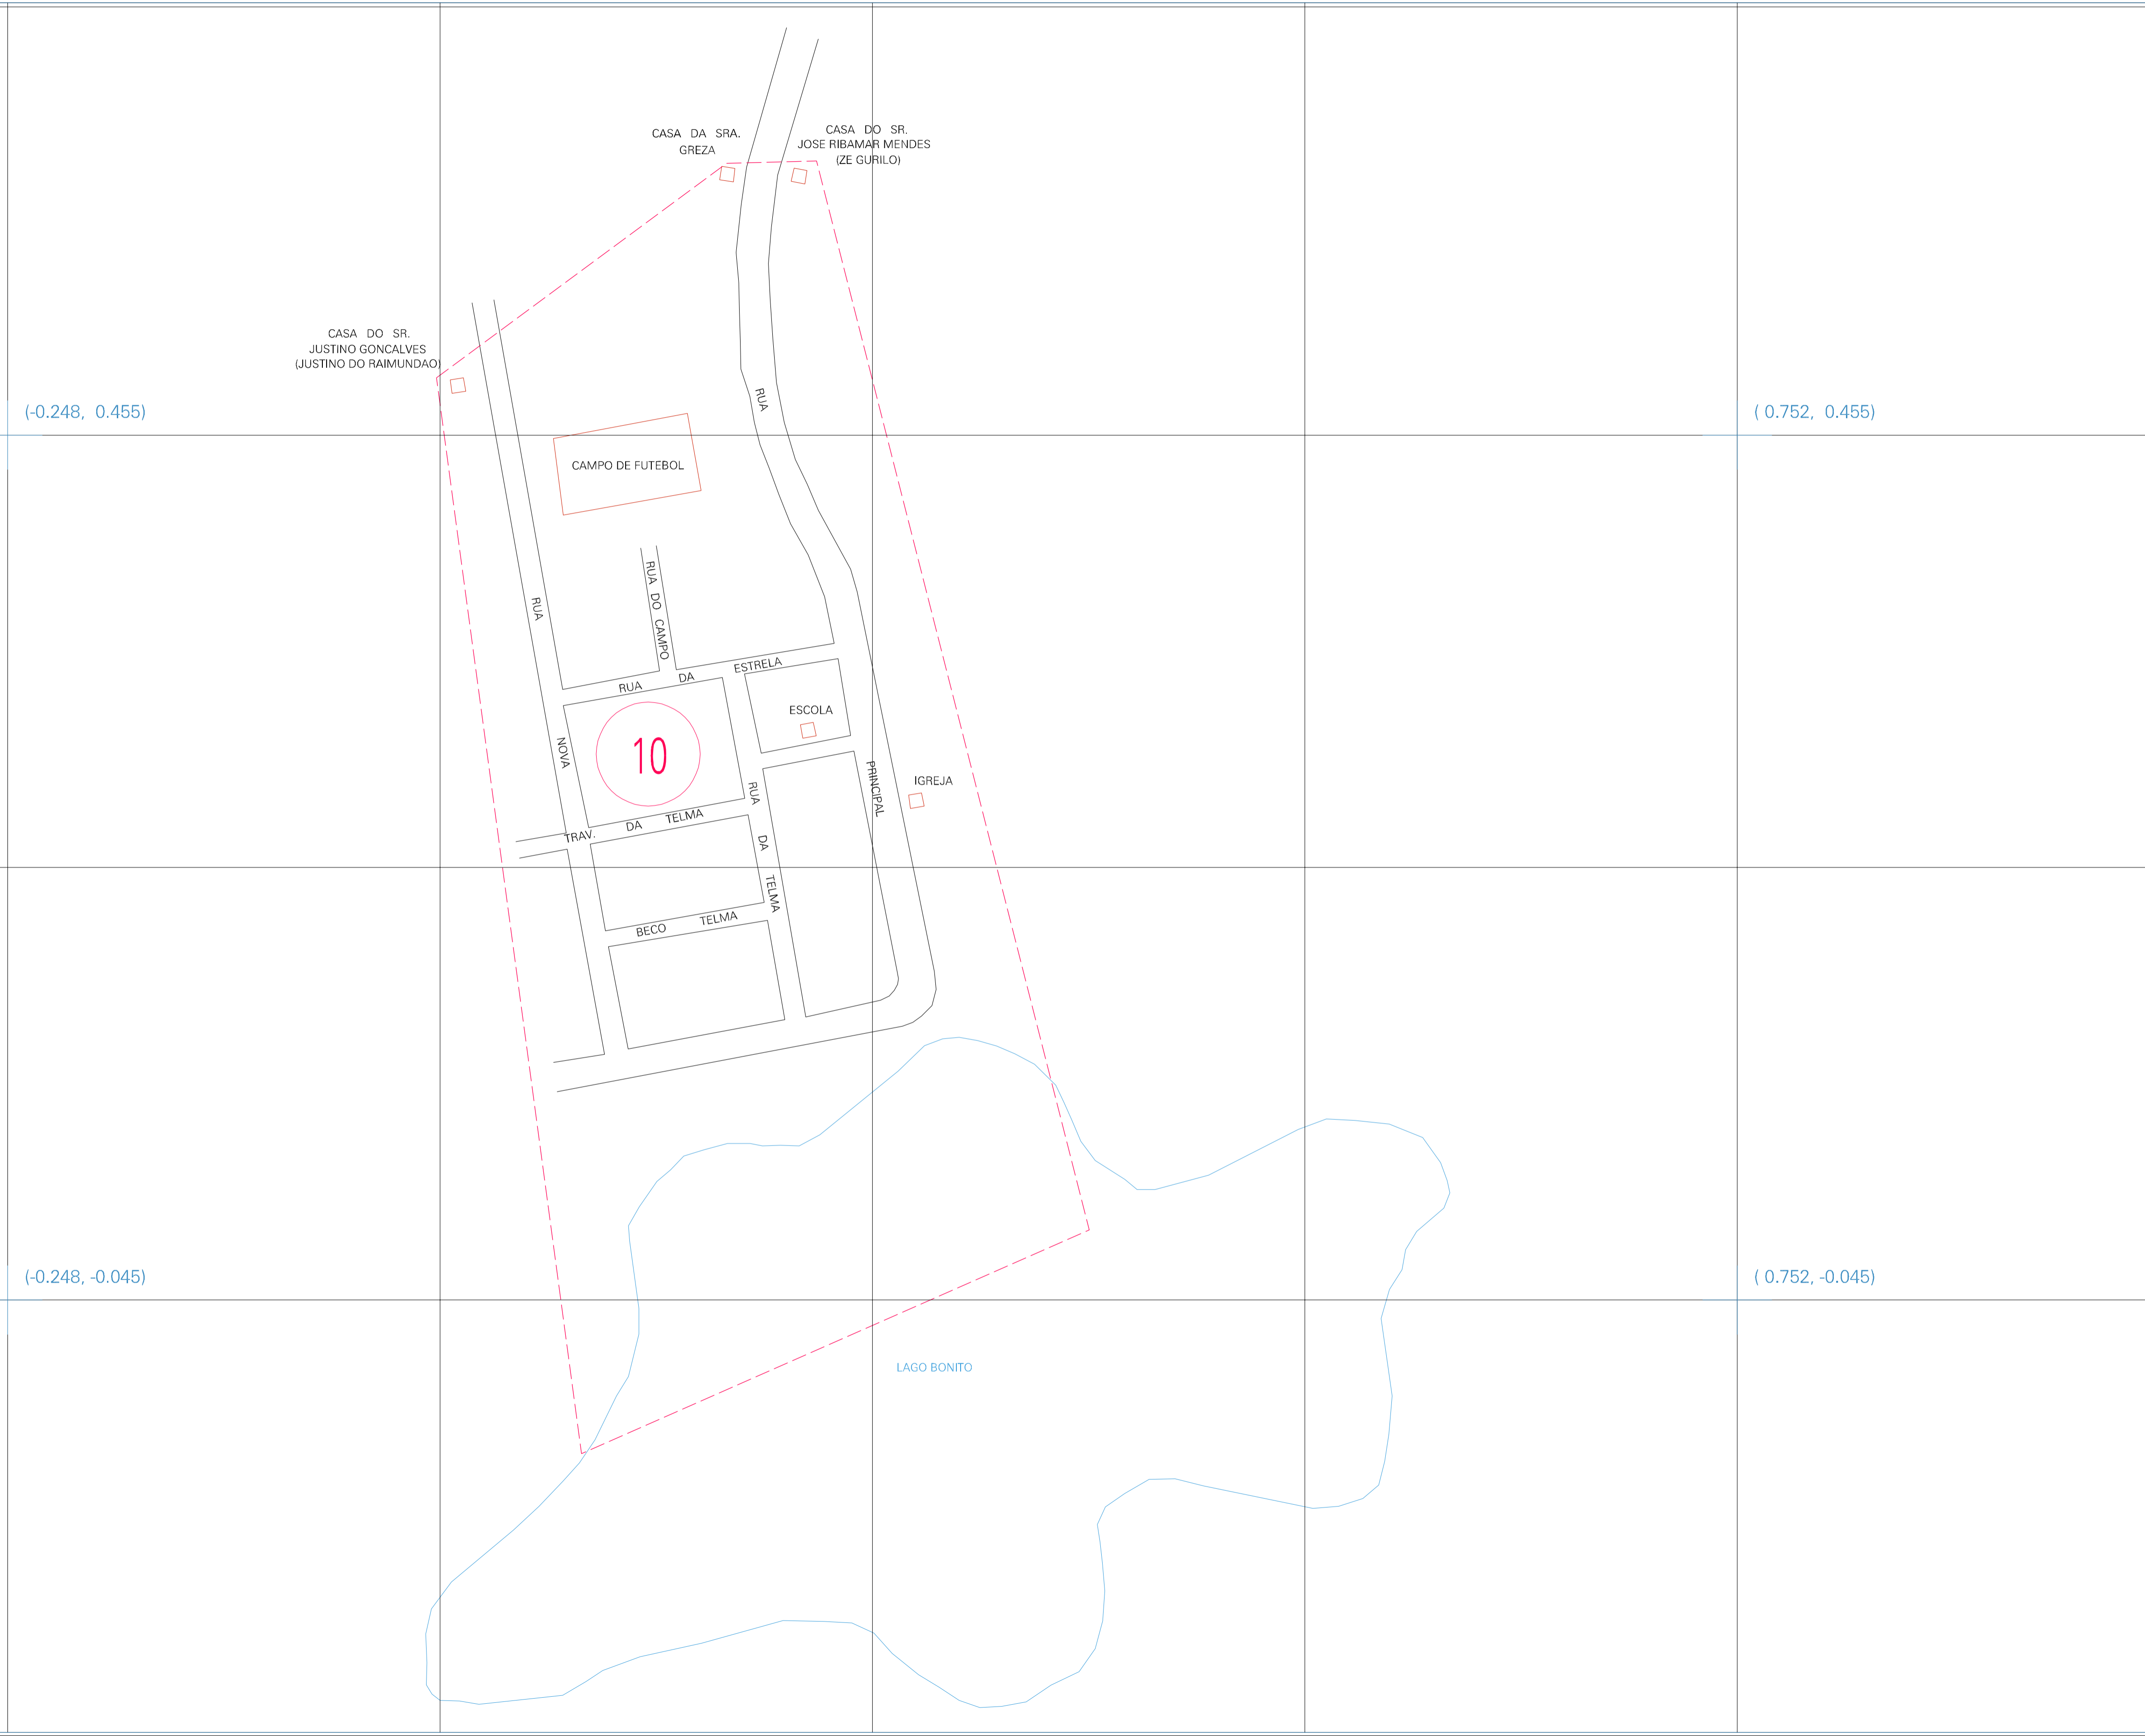 CASA DA SRA.
GREZA
CASA DO SR.
JOSE RIBAMAR MENDES
(ZE GURILO)
CASA DO SR.
JUSTINO GONCALVES
(JUSTINO DO RAIMUNDAO)
(-0.248, 0.455)
( 0.752, 0.455)
RUA
CAMPO DE FUTEBOL
RUA DO CAMPO
RUA
RUA DA ESTRELA
ESCOLA
10
NOVA
PRINCIPAL
IGREJA
RUA DA TELMA
TRAV. DA TELMA
BECO TELMA
(-0.248, -0.045)
( 0.752, -0.045)
LAGO BONITO